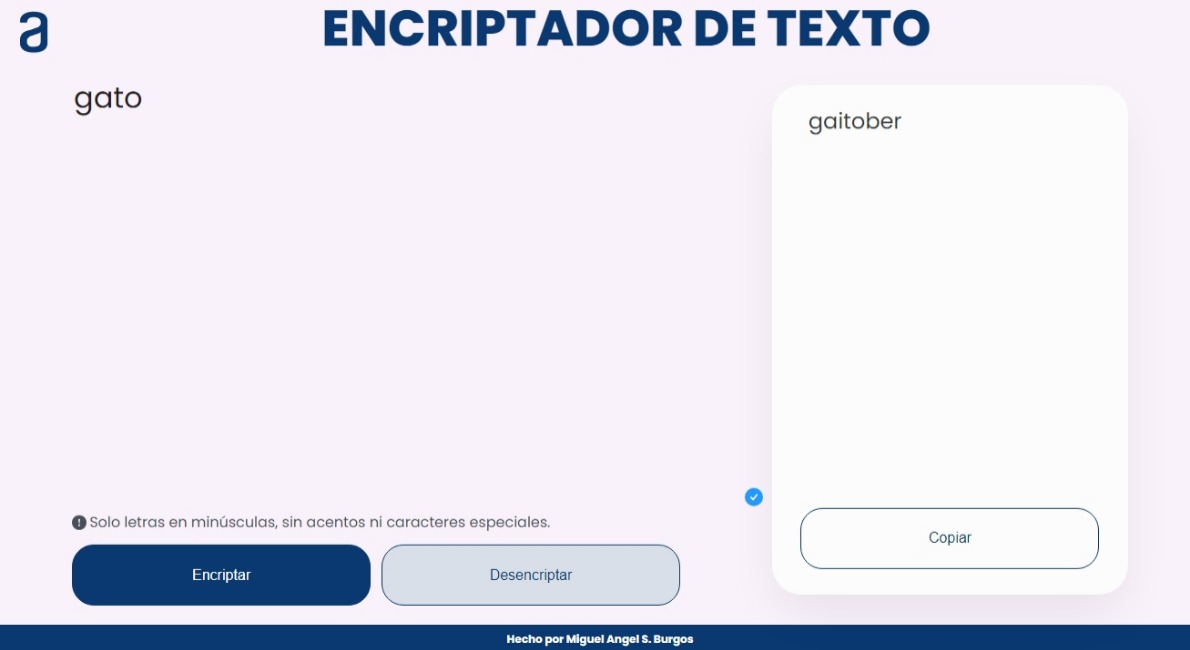 a
ENCRIPTADOR DE TEXTO
gato
gaitober
Solo letras en minúsculas, sin acentos ni caracteres especiales.
Copiar
Encriptar
Desencriptar
Hecho por Miguel Angel S. Burgos